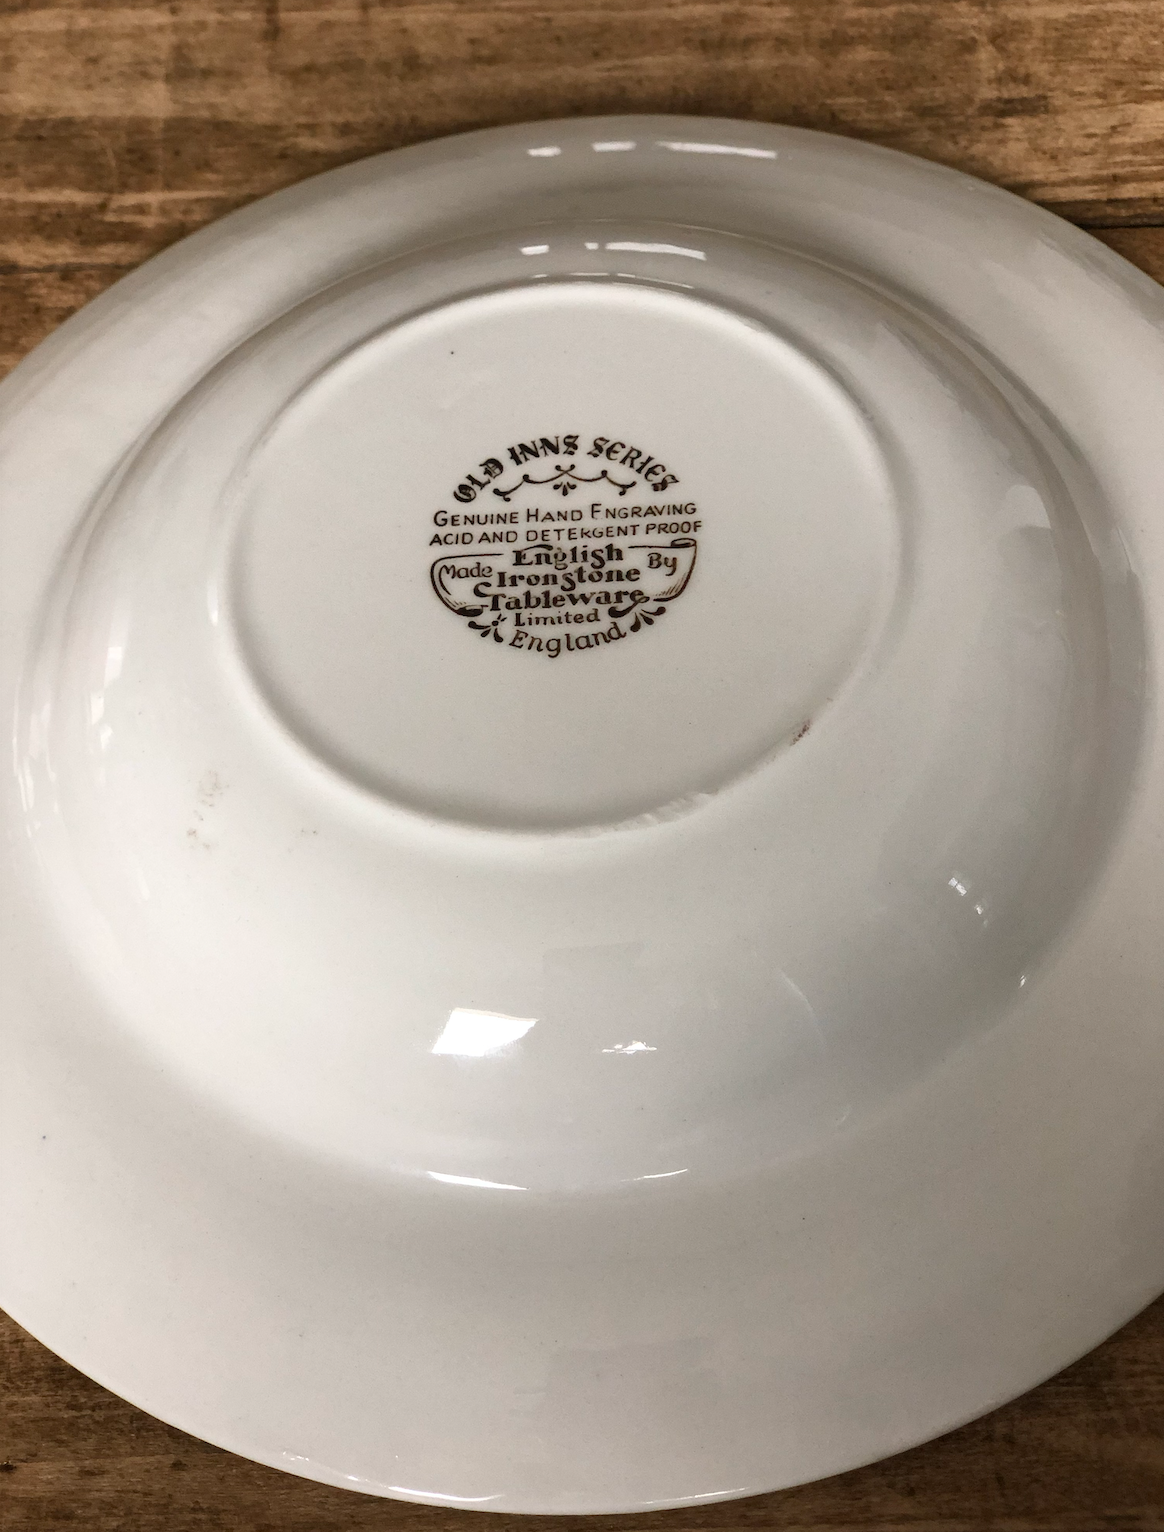 OLD INNS SERIES
GENUINE HAND ENGRAVING
ACID AND DETERGENT PROOF
Made English By
Ironstone
Tableware
Limited
England